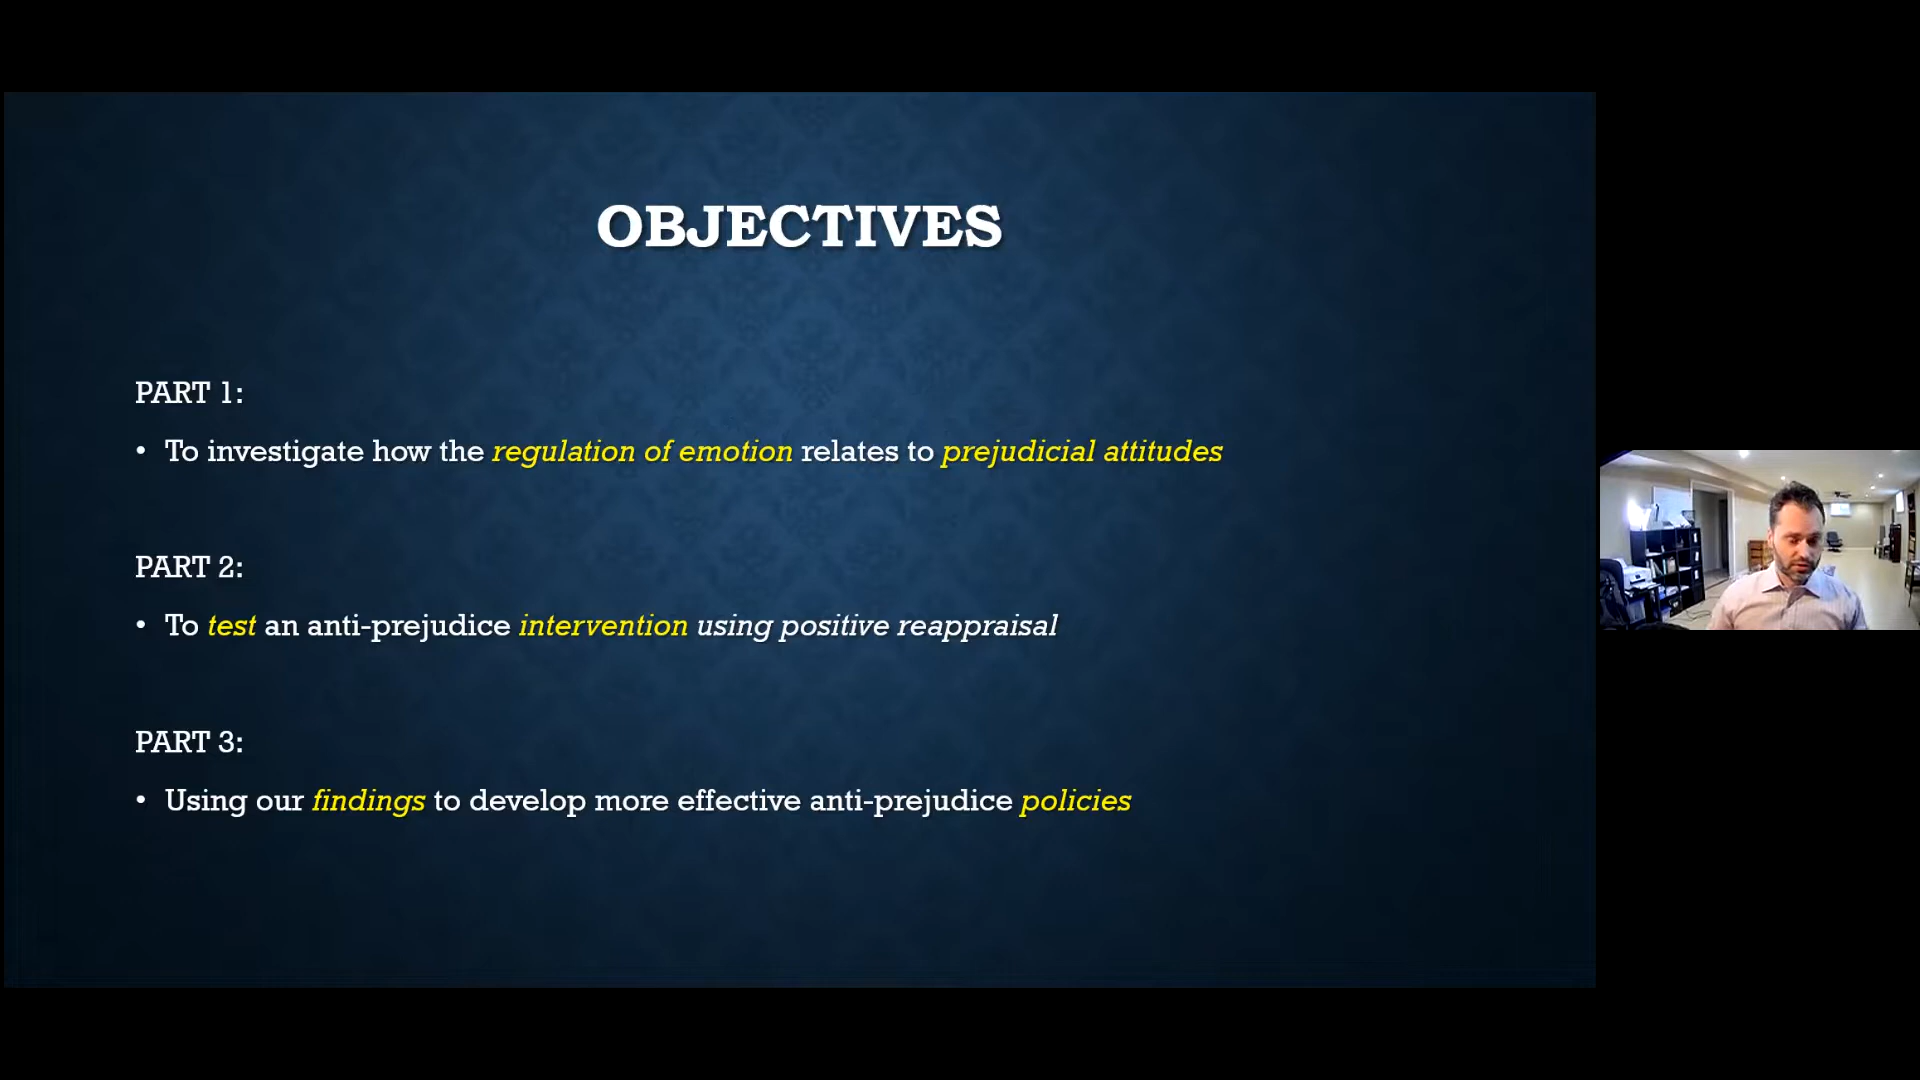 OBJECTIVES
PART 1:
• To investigate how the regulation of emotion relates to prejudicial attitudes
PART 2:
• To test an anti-prejudice intervention using positive reappraisal
PART 3:
• Using our findings to develop more effective anti-prejudice policies